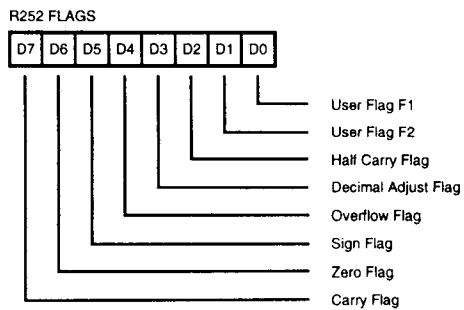 R252 FLAGS
D7 D6 D5 D4 D3 D2 D1 D0
User Flag F1
User Flag F2
Half Carry Flag
Decimal Adjust Flag
Overflow Flag
Sign Flag
Zero Flag
Carry Flag